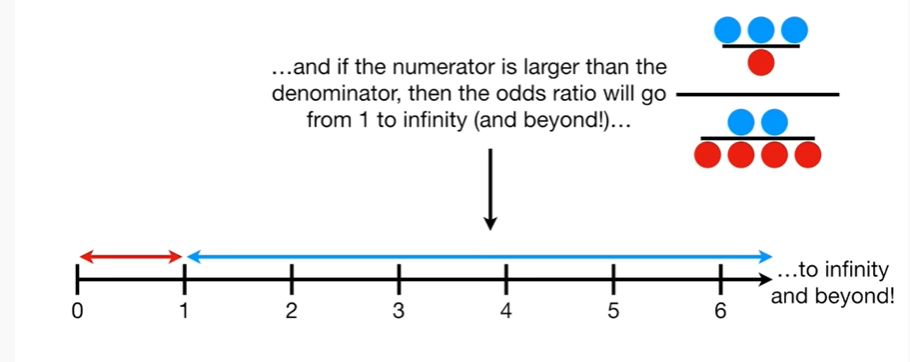 ...and if the numerator is larger than the
denominator, then the odds ratio will go
from 1 to infinity (and beyond!)...
...to infinity
and beyond!
0 1 2 3 4 5 6